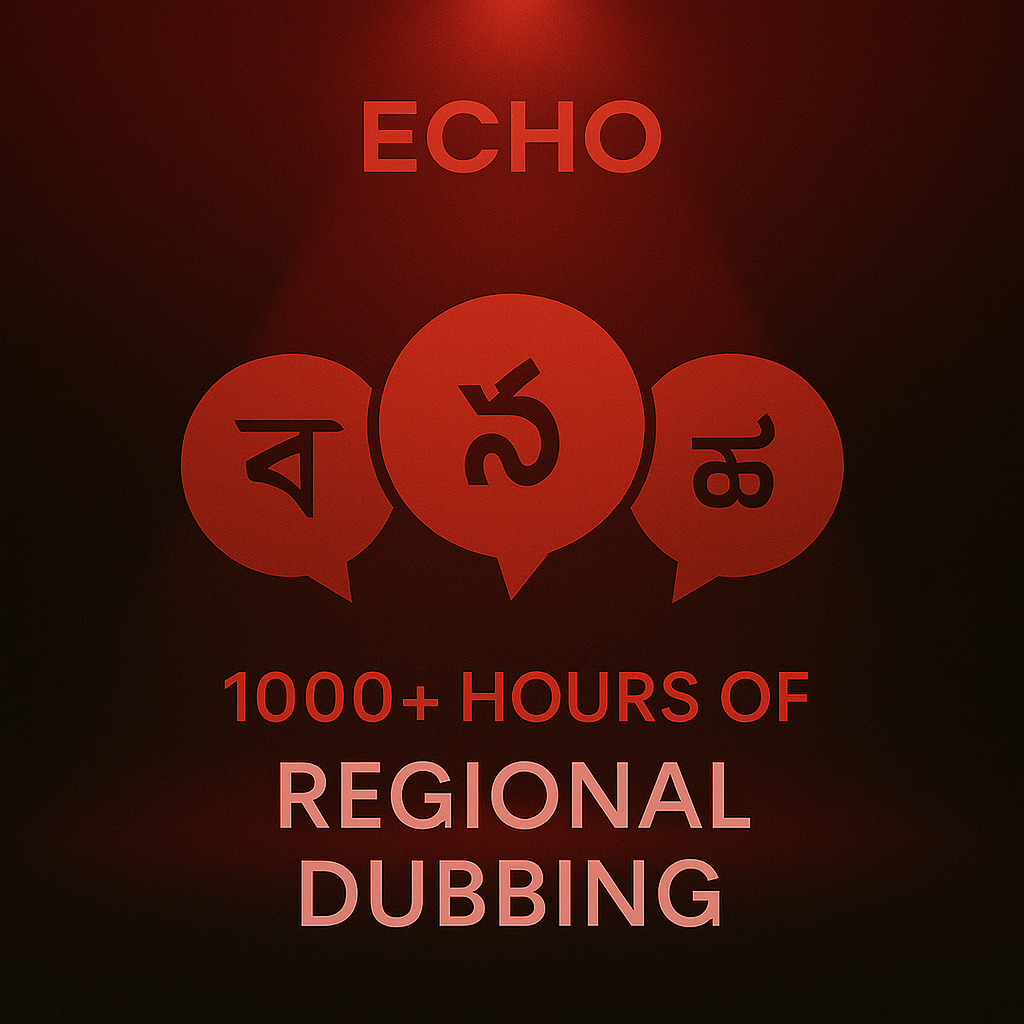 ECHO
ব
1000+ HOURS OF
REGIONAL
DUBBING